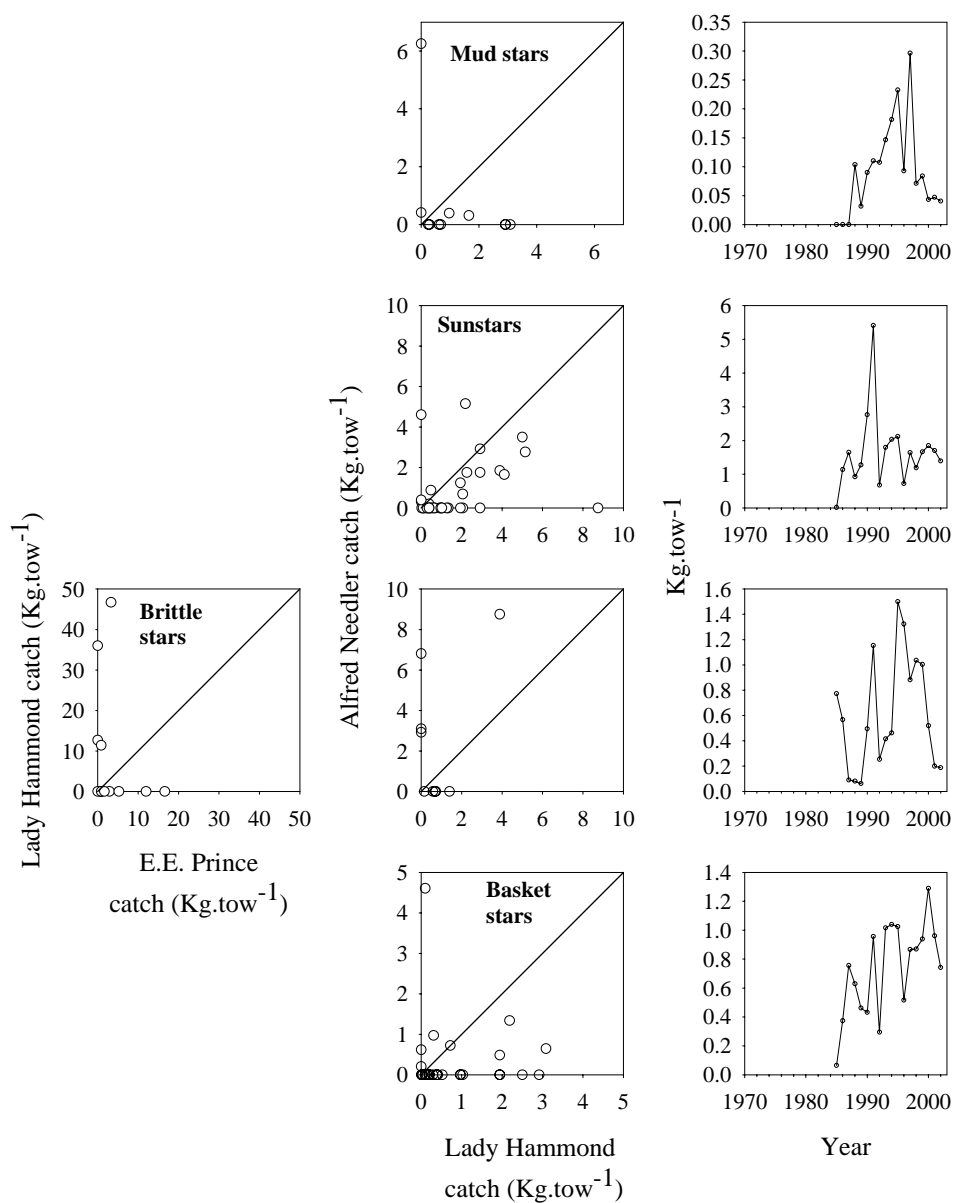 6
4
2
0
0 2 4 6
Mud stars
0.35
0.30
0.25
0.20
0.15
0.10
0.05
0.00
1970 1980 1990 2000
10
8
6
4
2
0
0 2 4 6 8 10
Sunstars
6
5
4
3
2
1
0
1970 1980 1990 2000
Lady Hammond catch (Kg.tow-1)
50
40
30
20
10
0
0 10 20 30 40 50
Brittle
stars
E.E. Prince
catch (Kg.tow-1)
Alfred Needler catch (Kg.tow-1)
10
8
6
4
2
0
0 2 4 6 8 10
Kg.tow-1
1.6
1.4
1.2
1.0
0.8
0.6
0.4
0.2
0.0
1970 1980 1990 2000
5
4
3
2
1
0
0 1 2 3 4 5
Basket
stars
Lady Hammond
catch (Kg.tow-1)
1.4
1.2
1.0
0.8
0.6
0.4
0.2
0.0
1970 1980 1990 2000
Year